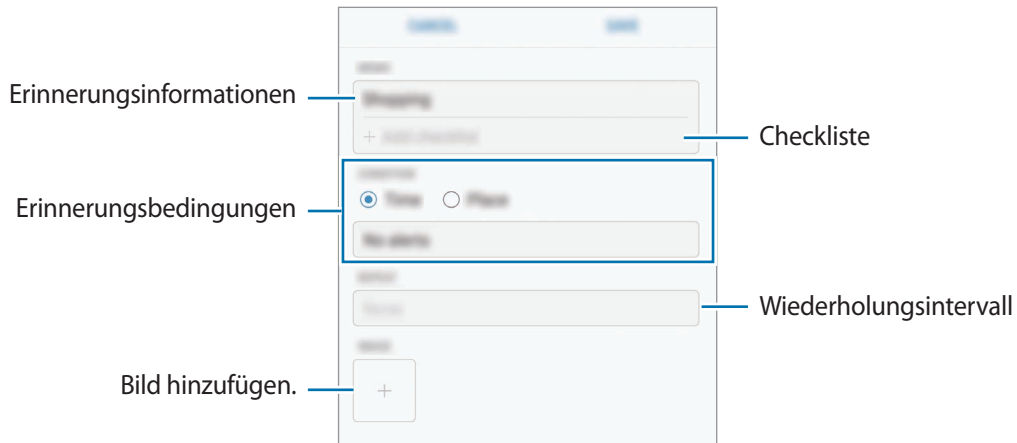 CANCEL
SAVE
Erinnerungsinformationen
Shopping
+ Add checklist
Checkliste
CONDITION
Erinnerungsbedingungen
Time
Place
No alerts
REPEAT
Wiederholungsintervall
None
IMAGE
Bild hinzufügen.
+